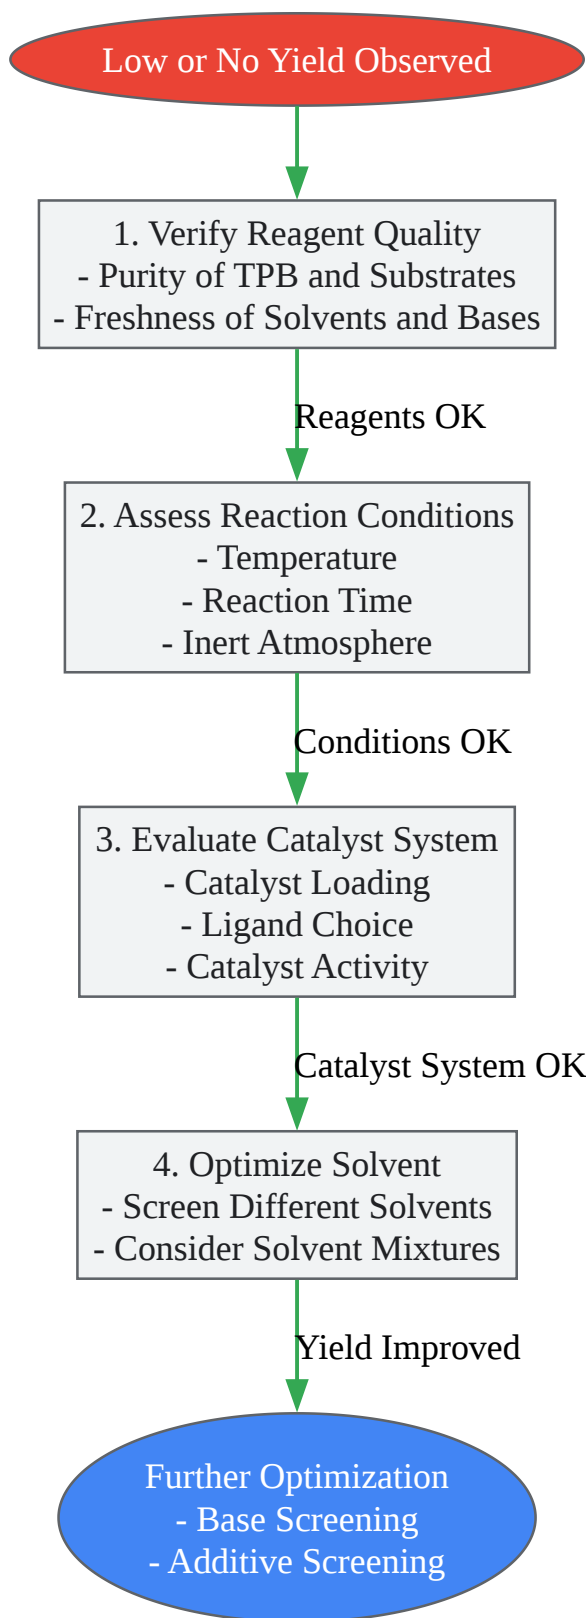 Low or No Yield Observed
1. Verify Reagent Quality
- Purity of TPB and Substrates
- Freshness of Solvents and Bases
Reagents OK
2. Assess Reaction Conditions
- Temperature
- Reaction Time
- Inert Atmosphere
Conditions OK
3. Evaluate Catalyst System
- Catalyst Loading
- Ligand Choice
- Catalyst Activity
Catalyst System OK
4. Optimize Solvent
- Screen Different Solvents
- Consider Solvent Mixtures
Yield Improved
Further Optimization
- Base Screening
- Additive Screening